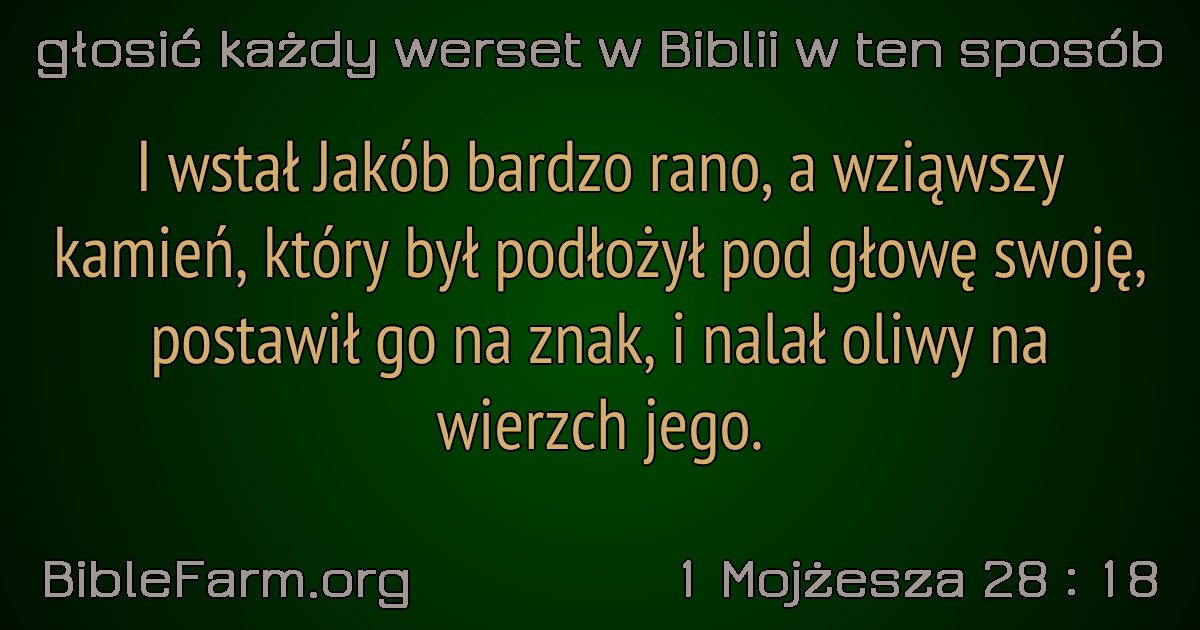 głosić każdy werset w Biblii w ten sposób
I wstał Jakób bardzo rano, a wziąwszy
kamień, który był podłożył pod głowę swoję,
postawił go na znak, i nalał oliwy na
wierzch jego.
BibleFarm.org
1 Mojżesza 28 : 18